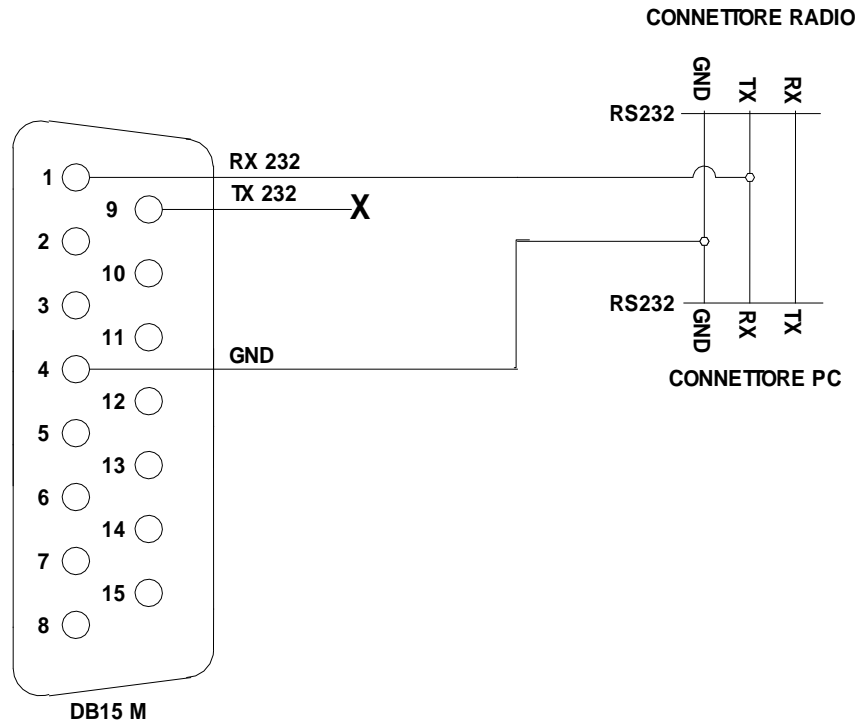 CONNETTORE RADIO
GND TX RX
RS232
1 RX 232
9 TX 232 X
2
10
3
RS232
11
GND RX TX
4 GND
CONNETTORE PC
12
5
13
6
14
7
15
8
DB15 M